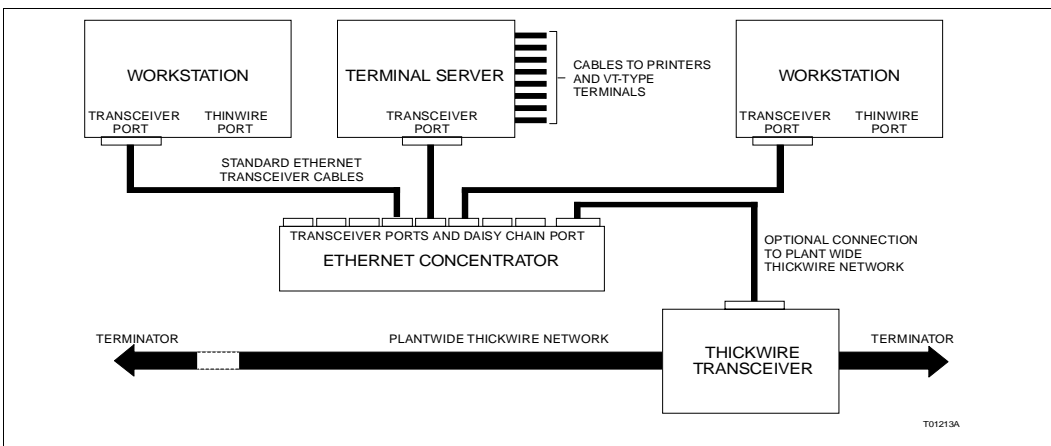 WORKSTATION
TRANSCEIVER
PORT
THINWIRE
PORT
TERMINAL SERVER
TRANSCEIVER
PORT
CABLES TO PRINTERS
AND VT-TYPE
TERMINALS
WORKSTATION
TRANSCEIVER
PORT
THINWIRE
PORT
STANDARD ETHERNET
TRANSCEIVER CABLES
TRANSCEIVER PORTS AND DAISY CHAIN PORT
ETHERNET CONCENTRATOR
OPTIONAL CONNECTION
TO PLANT WIDE
THICKWIRE NETWORK
TERMINATOR
PLANTWIDE THICKWIRE NETWORK
THICKWIRE
TRANSCEIVER
TERMINATOR
T01213A